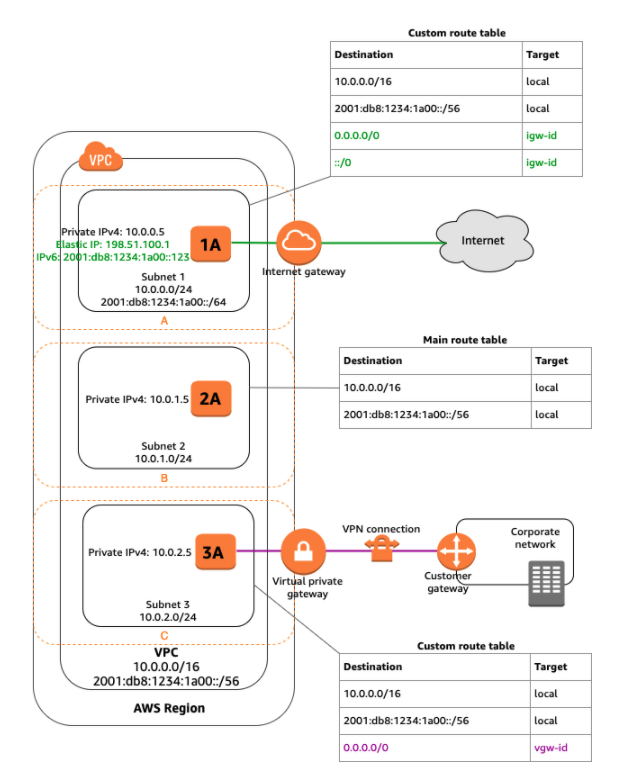 Custom route table
Destination Target
10.0.0.0/16 local
2001:db8:1234:1a00::/56 local
0.0.0.0/0 igw-id
::/0 igw-id
VPC
Private IPv4: 10.0.0.5
Elastic IP: 198.51.100.1
IPv6: 2001:db8:1234:1a00::123
1A
Internet gateway
Internet
Subnet 1
10.0.0.0/24
2001:db8:1234:1a00::/64
A
Main route table
Destination Target
10.0.0.0/16 local
2001:db8:1234:1a00::/56 local
Private IPv4: 10.0.1.5
2A
Subnet 2
10.0.1.0/24
B
Private IPv4: 10.0.2.5
3A
Virtual private
gateway
VPN connection
Customer
gateway
Corporate
network
Subnet 3
10.0.2.0/24
C
VPC
10.0.0.0/16
2001:db8:1234:1a00::/56
AWS Region
Custom route table
Destination Target
10.0.0.0/16 local
2001:db8:1234:1a00::/56 local
0.0.0.0/0 vgw-id